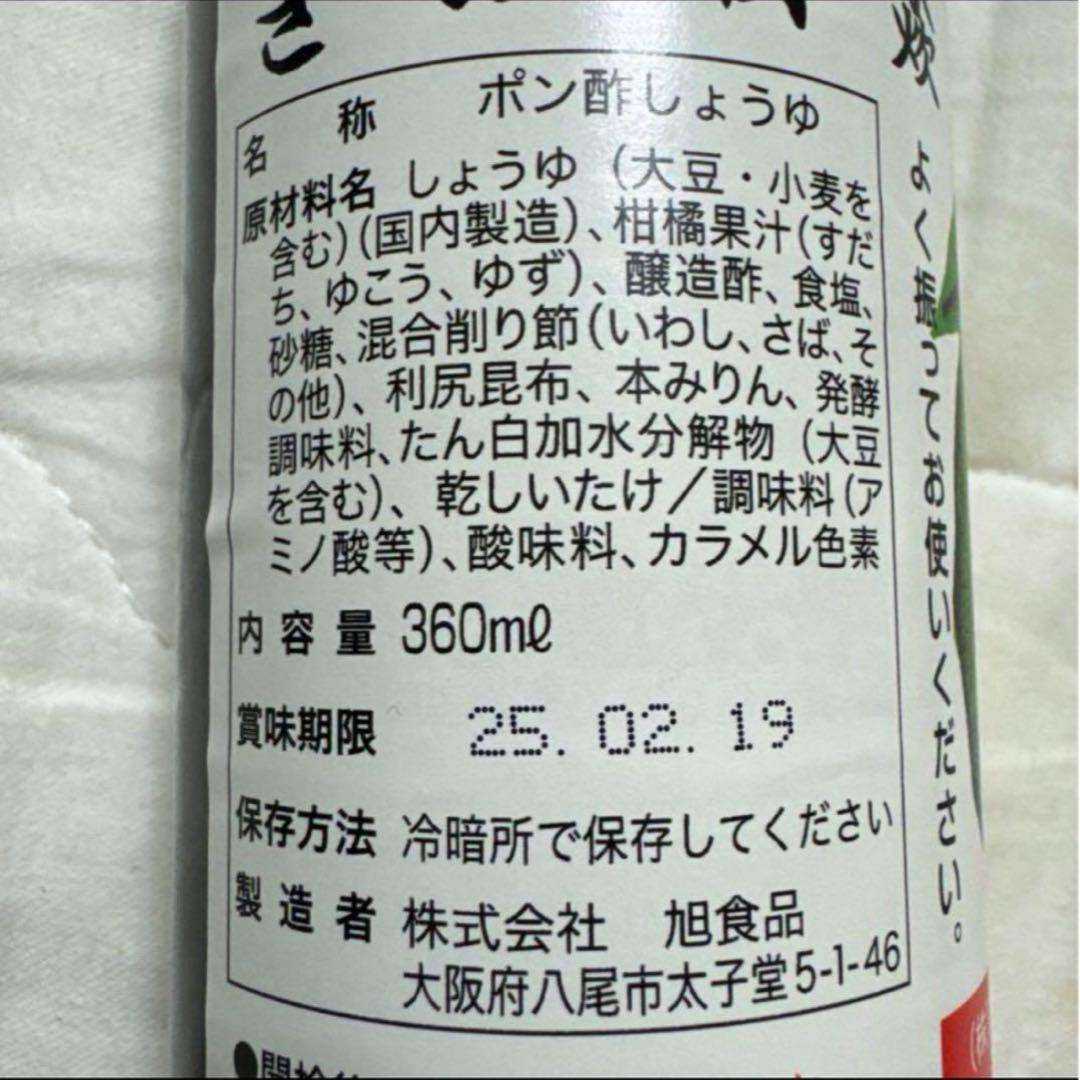 名称 ポン酢しょうゆ
原材料名 しょうゆ（大豆・小麦を
含む）（国内製造）、柑橘果汁（すだ
ち、ゆこう、ゆず）、醸造酢、食塩、
砂糖、混合削り節（いわし、さば、そ
の他）、利尻昆布、本みりん、発酵
調味料、たん白加水分解物（大豆
を含む）、乾しいたけ／調味料（ア
ミノ酸等）、酸味料、カラメル色素
内容量 360mℓ
賞味期限 25.02.19
保存方法 冷暗所で保存してください
製造者 株式会社 旭食品
大阪府八尾市太子堂5-1-46
よく振ってお使いください。